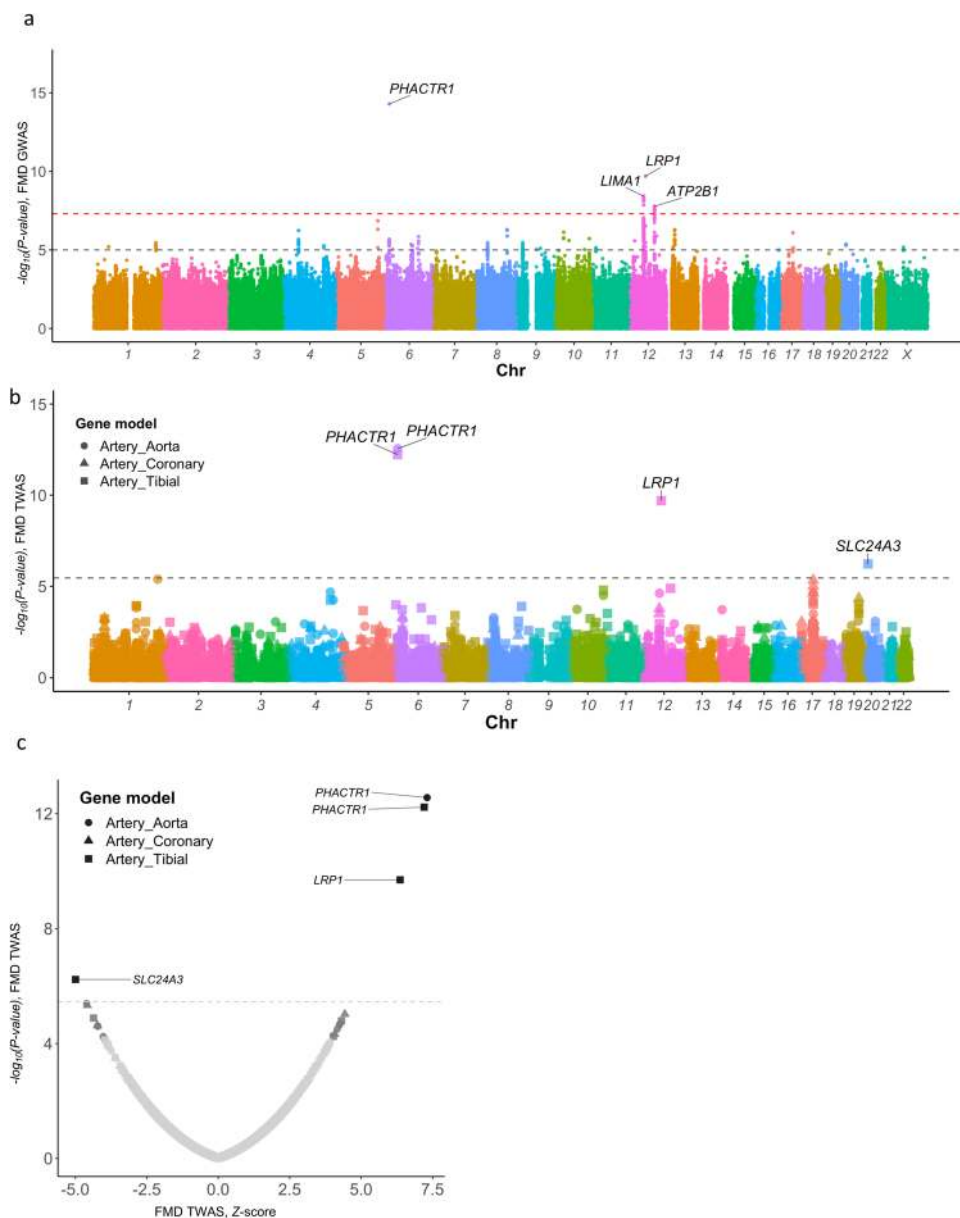 a
-log10(P-value), FMD GWAS
15
10
5
0
PHACTR1
LRP1
LIMA1
ATP2B1
1 2 3 4 5 6 7 8 9 10 11 12 13 14 15 16 17 18 19 20 21 22 X
Chr
b
-log10(P-value), FMD TWAS
15
10
5
0
Gene model
Artery_Aorta
Artery_Coronary
Artery_Tibial
PHACTR1 PHACTR1
LRP1
SLC24A3
1 2 3 4 5 6 7 8 9 10 11 12 13 14 15 16 17 18 19 20 21 22
Chr
c
-log10(P-value), FMD TWAS
12
8
4
0
Gene model
Artery_Aorta
Artery_Coronary
Artery_Tibial
PHACTR1
PHACTR1
LRP1
SLC24A3
-5.0 -2.5 0.0 2.5 5.0 7.5
FMD TWAS, Z-score